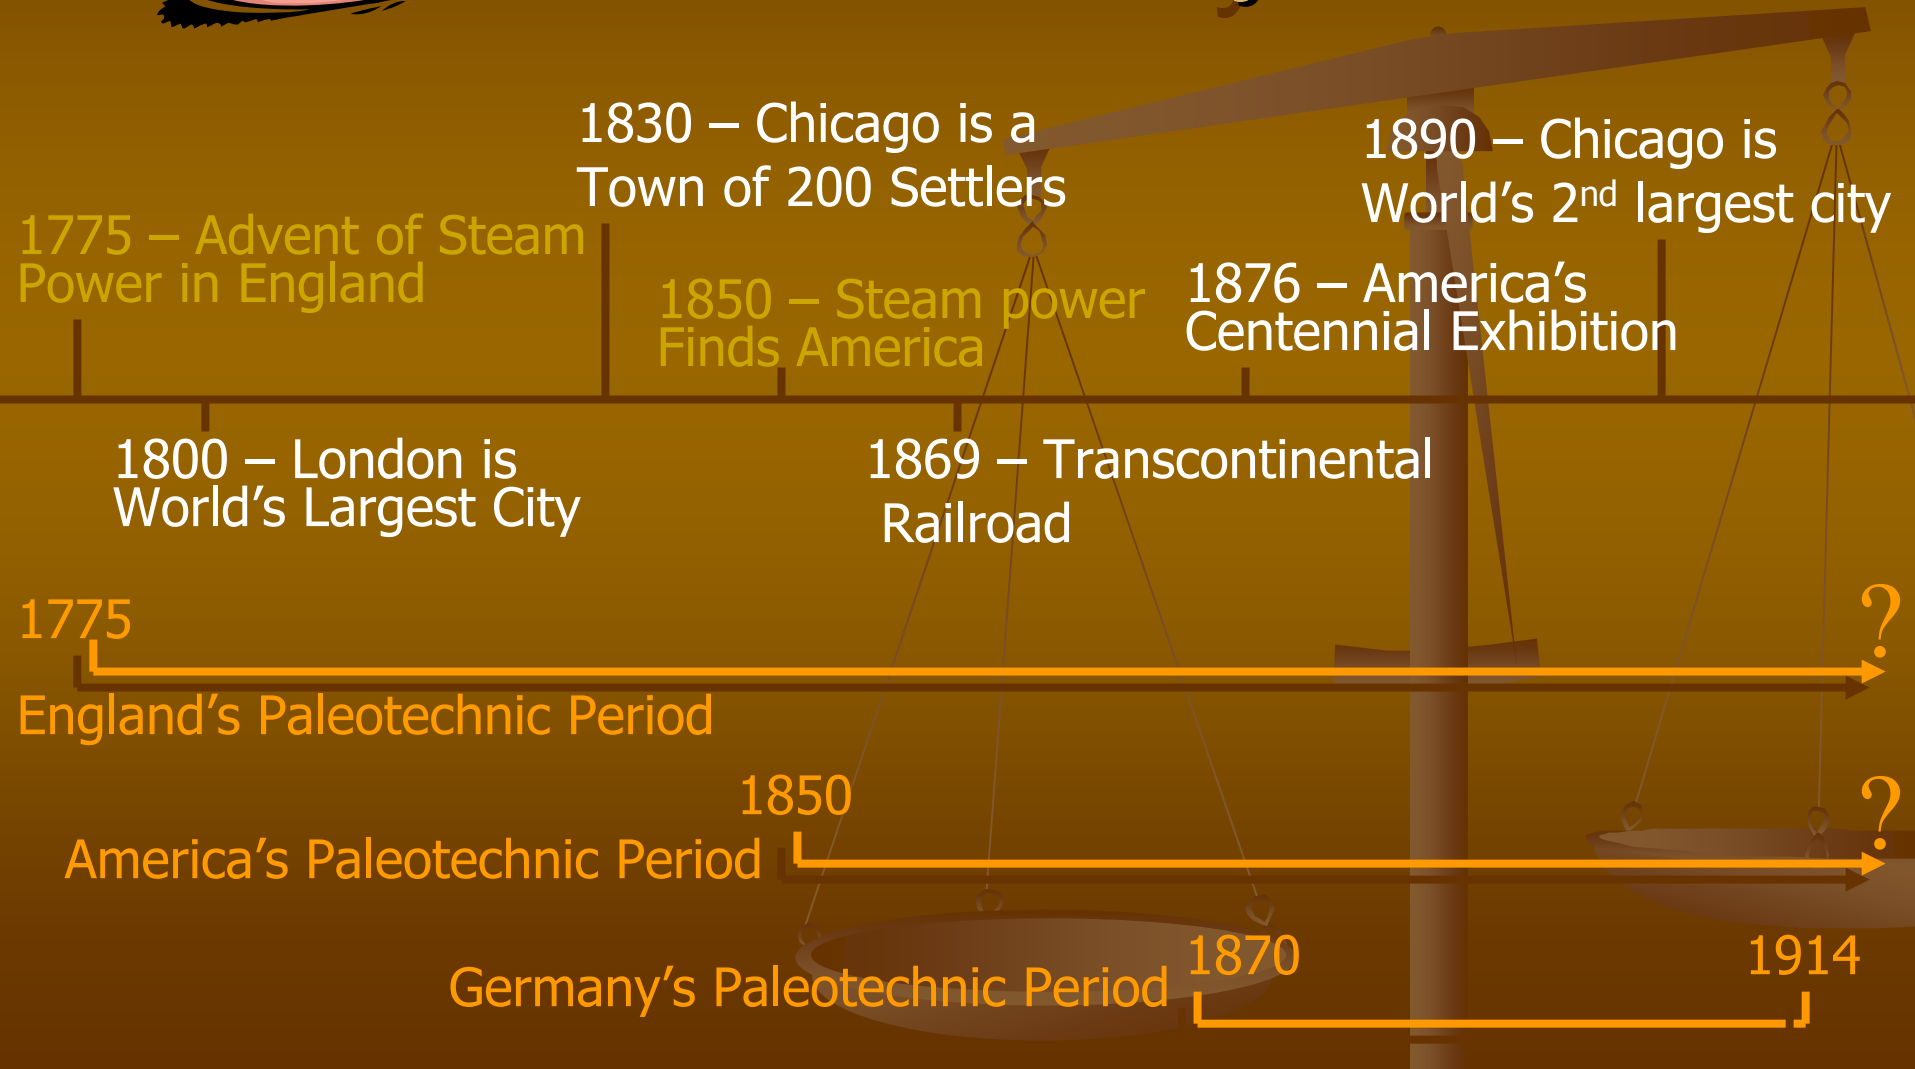 1830 – Chicago is a
Town of 200 Settlers
1890 – Chicago is
World’s 2nd largest city
1775 – Advent of Steam
Power in England
1850 – Steam power
Finds America
1876 – America’s
Centennial Exhibition
1800 – London is
World’s Largest City
1869 – Transcontinental
Railroad
1775
?
England’s Paleotechnic Period
1850
?
America’s Paleotechnic Period
1870
1914
Germany’s Paleotechnic Period